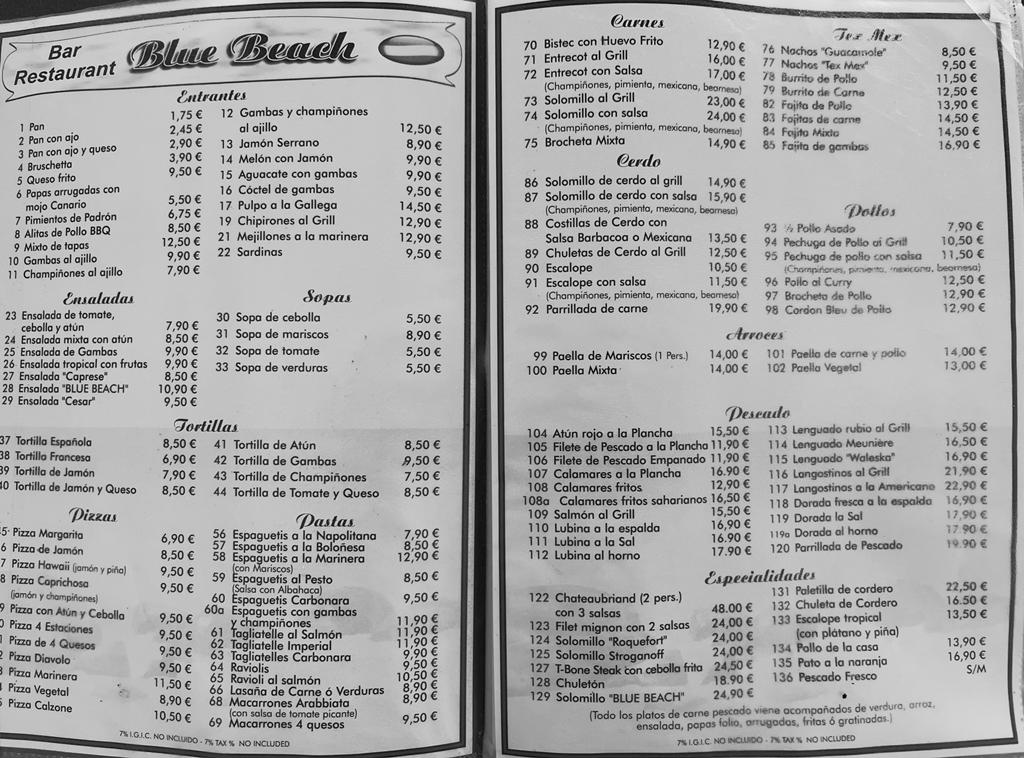 Bar
Restaurant
Blue Beach
Entrantes
1 Pan 1,75 €
2 Pan con ajo 2,45 €
3 Pan con ajo y queso 2,90 €
4 Bruschetta 3,90 €
5 Queso frito 9,50 €
6 Papas arrugadas con
mojo Canario 5,50 €
7 Pimientos de Padrón 6,75 €
8 Alitas de Pollo BBQ 8,50 €
9 Mixto de tapas 12,50 €
10 Gambas al ajillo 9,90 €
11 Champiñones al ajillo 7,90 €
12 Gambas y champiñones
al ajillo 12,50 €
13 Jamón Serrano 8,90 €
14 Melón con Jamón 9,90 €
15 Aguacate con gambas 9,90 €
16 Cóctel de gambas 9,50 €
17 Pulpo a la Gallega 14,50 €
19 Chipirones al Grill 12,90 €
21 Mejillones a la marinera 12,90 €
22 Sardinas 9,50 €
Ensaladas
23 Ensalada de tomate,
cebolla y atún 7,90 €
24 Ensalada mixta con atún 8,50 €
25 Ensalada de Gambas 9,90 €
26 Ensalada tropical con frutas 9,90 €
27 Ensalada "Caprese" 8,50 €
28 Ensalada "BLUE BEACH" 10,90 €
29 Ensalada "Cesar" 9,50 €
Sopas
30 Sopa de cebolla 5,50 €
31 Sopa de mariscos 8,90 €
32 Sopa de tomate 5,50 €
33 Sopa de verduras 5,50 €
Tortillas
37 Tortilla Española 8,50 €
38 Tortilla Francesa 6,90 €
39 Tortilla de Jamón 7,90 €
40 Tortilla de Jamón y Queso 8,50 €
41 Tortilla de Atún 8,50 €
42 Tortilla de Gambas 9,50 €
43 Tortilla de Champiñones 7,50 €
44 Tortilla de Tomate y Queso 8,50 €
Pizzas
5 Pizza Margarita 6,90 €
6 Pizza de Jamón 8,50 €
7 Pizza Hawaii (jamón y piña) 9,50 €
8 Pizza Caprichosa 9,50 €
(jamón y champiñones)
9 Pizza con Atún y Cebolla 9,50 €
0 Pizza 4 Estaciones 9,50 €
1 Pizza de 4 Quesos 9,50 €
2 Pizza Diavolo 9,50 €
3 Pizza Marinera 11,50 €
Pizza Vegetal 8,90 €
5 Pizza Calzone 10,50 €
Pastas
56 Espaguetis a la Napolitana 7,90 €
57 Espaguetis a la Boloñesa 8,50 €
58 Espaguetis a la Marinera 12,90 €
(con Mariscos)
59 Espaguetis al Pesto 8,50 €
(Salsa con Albahaca)
60 Espaguetis Carbonara 9,50 €
60a Espaguetis con gambas
y champiñones 11,90 €
61 Tagliatelle al Salmón 11,90 €
62 Tagliatelle Imperial 11,90 €
63 Tagliatelles Carbonara 9,90 €
64 Raviolis 9,50 €
65 Ravioli al salmón 10,50 €
66 Lasaña de Carne ó Verduras 8,90 €
68 Macarrones Arabbiata 8,90 €
(con salsa de tomate picante)
69 Macarrones 4 quesos 9,50 €
7% I.G.I.C. NO INCLUIDO - 7% TAX % NO INCLUDED
Carnes
70 Bistec con Huevo Frito 12,90 €
71 Entrecot al Grill 16,00 €
72 Entrecot con Salsa 17,00 €
(Champiñones, pimienta, mexicana, bearnesa)
73 Solomillo al Grill 23,00 €
74 Solomillo con salsa 24,00 €
(Champiñones, pimienta, mexicana, bearnesa)
75 Brocheta Mixta 14,90 €
Tex Mex
76 Nachos "Guacamole" 8,50 €
77 Nachos "Tex Mex" 9,50 €
78 Burrito de Pollo 11,50 €
79 Burrito de Carne 12,50 €
82 Fajita de Pollo 13,90 €
83 Fajitas de carne 14,50 €
84 Fajita Mixta 14,50 €
85 Fajita de gambas 16,90 €
Cerdo
86 Solomillo de cerdo al grill 14,90 €
87 Solomillo de cerdo con salsa 15,90 €
(Champiñones, pimienta, mexicana, bearnesa)
88 Costillas de Cerdo con
Salsa Barbacoa o Mexicana 13,50 €
89 Chuletas de Cerdo al Grill 12,50 €
90 Escalope 10,50 €
91 Escalope con salsa 11,50 €
(Champiñones, pimienta, mexicana, bearnesa)
92 Parrillada de carne 19,90 €
Pollos
93 ½ Pollo Asado 7,90 €
94 Pechuga de Pollo al Grill 10,50 €
95 Pechuga de pollo con salsa 11,50 €
(Champiñones, pimienta, mexicana, bearnesa)
96 Pollo al Curry 12,50 €
97 Brocheta de Pollo 12,90 €
98 Cordon Bleu de Pollo 12,90 €
Arroces
99 Paella de Mariscos (1 Pers.) 14,00 €
100 Paella Mixta 14,00 €
101 Paella de carne y pollo 14,00 €
102 Paella Vegetal 13,00 €
Pescado
104 Atún rojo a la Plancha 15,50 €
105 Filete de Pescado a la Plancha 11,90 €
106 Filete de Pescado Empanado 11,90 €
107 Calamares a la Plancha 16.90 €
108 Calamares fritos 12,90 €
108a Calamares fritos saharianos 16,50 €
109 Salmón al Grill 15,50 €
110 Lubina a la espalda 16,90 €
111 Lubina a la Sal 16.90 €
112 Lubina al horno 17.90 €
113 Lenguado rubio al Grill 15,50 €
114 Lenguado Meunière 16,50 €
115 Lenguado "Waleska" 16,90 €
116 Langostinos al Grill 21,90 €
117 Langostinos a la Americano 22,90 €
118 Dorada fresca a la espalda 16,90 €
119 Dorada la Sal 17,90 €
119a Dorada al horno 17.90 €
120 Parrillada de Pescado 19.90 €
Especialidades
122 Chateaubriand (2 pers.)
con 3 salsas 48.00 €
123 Filet mignon con 2 salsas 24,00 €
124 Solomillo "Roquefort" 24,00 €
125 Solomillo Stroganoff 24,00 €
127 T-Bone Steak con cebolla frita 24,50 €
128 Chuletón 18.90 €
129 Solomillo "BLUE BEACH" 24,90 €
131 Paletilla de cordero 22,50 €
132 Chuleta de Cordero 16.50 €
133 Escalope tropical 13,50 €
(con plátano y piña)
134 Pollo de la casa 13,90 €
135 Pato a la naranja 16,90 €
136 Pescado Fresco S/M
(Todo los platos de carne pescado viene acompañados de verdura, arroz,
ensalada, papas folio, arrugadas, fritas ó gratinadas.)
7% I.G.I.C. NO INCLUIDO - 7% TAX % NO INCLUDED